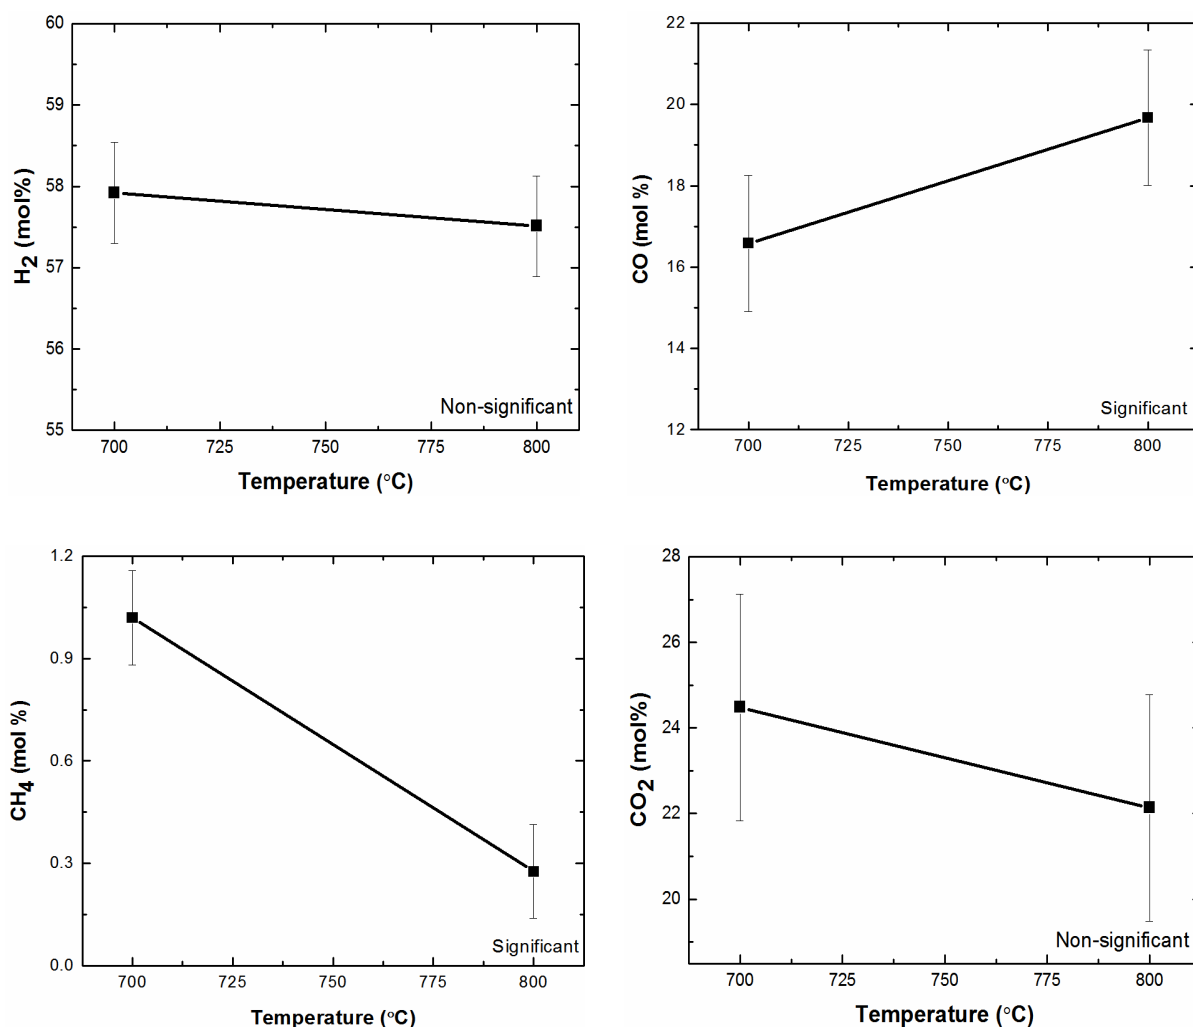 60
59
58
57
56
55
H2 (mol%)
Non-significant
700 725 750 775 800
Temperature (°C)
22
20
18
16
14
12
CO (mol %)
Significant
700 725 750 775 800
Temperature (°C)
1.2
0.9
0.6
0.3
0.0
CH4 (mol %)
Significant
700 725 750 775 800
Temperature (°C)
28
26
24
22
20
CO2 (mol%)
Non-significant
700 725 750 775 800
Temperature (°C)